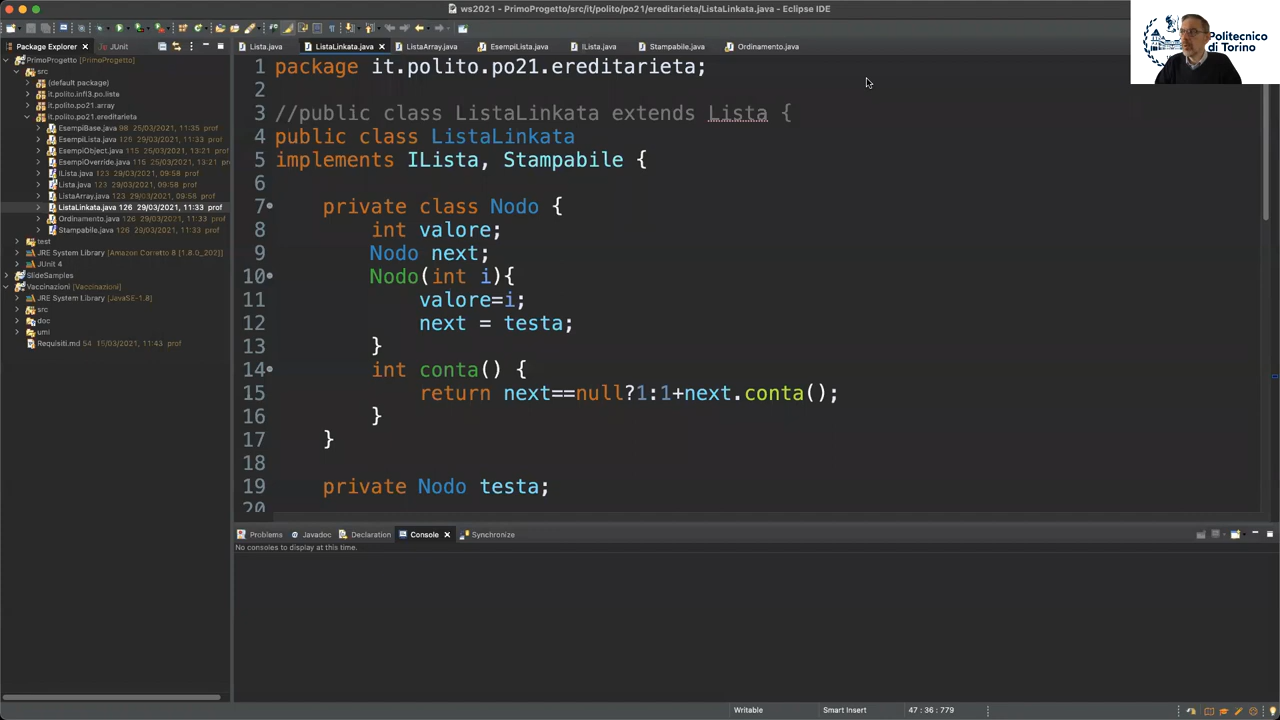 ws2021 - PrimoProgetto/src/it/polito/po21/ereditarieta/ListaLinkata.java - Eclipse IDE
Politecnico
di Torino
Package Explorer
JUnit
Lista.java
ListaLinkata.java
ListaArray.java
EsempiLista.java
ILista.java
Stampabile.java
Ordinamento.java
PrimoProgetto [PrimoProgetto]
src
(default package)
it.polito.infl3.po.liste
it.polito.po21.array
it.polito.po21.ereditarieta
EsempiBase.java 98 25/03/2021, 11:35 prof
EsempiLista.java 126 29/03/2021, 11:33 prof
EsempiObject.java 115 25/03/2021, 13:21 prof
EsempiOverride.java 115 25/03/2021, 13:21 prof
ILista.java 123 29/03/2021, 09:58 prof
Lista.java 123 29/03/2021, 09:58 prof
ListaArray.java 123 29/03/2021, 09:58 prof
ListaLinkata.java 126 29/03/2021, 11:33 prof
Ordinamento.java 126 29/03/2021, 11:33 prof
Stampabile.java 126 29/03/2021, 11:33 prof
test
JRE System Library [Amazon Corretto 8 [1.8.0_202]]
JUnit 4
SlideSamples
Vaccinazioni [Vaccinazioni]
JRE System Library [JavaSE-1.8]
src
doc
uml
Requisiti.md 54 15/03/2021, 11:43 prof
1 package it.polito.po21.ereditarieta;
2
3 //public class ListaLinkata extends Lista {
4 public class ListaLinkata
5 implements ILista, Stampabile {
6
7 private class Nodo {
8 int valore;
9 Nodo next;
10 Nodo(int i){
11 valore=i;
12 next = testa;
13 }
14 int conta() {
15 return next==null?1:1+next.conta();
16 }
17 }
18
19 private Nodo testa;
20
Problems
Javadoc
Declaration
Console
Synchronize
No consoles to display at this time.
Writable
Smart Insert
47 : 36 : 779